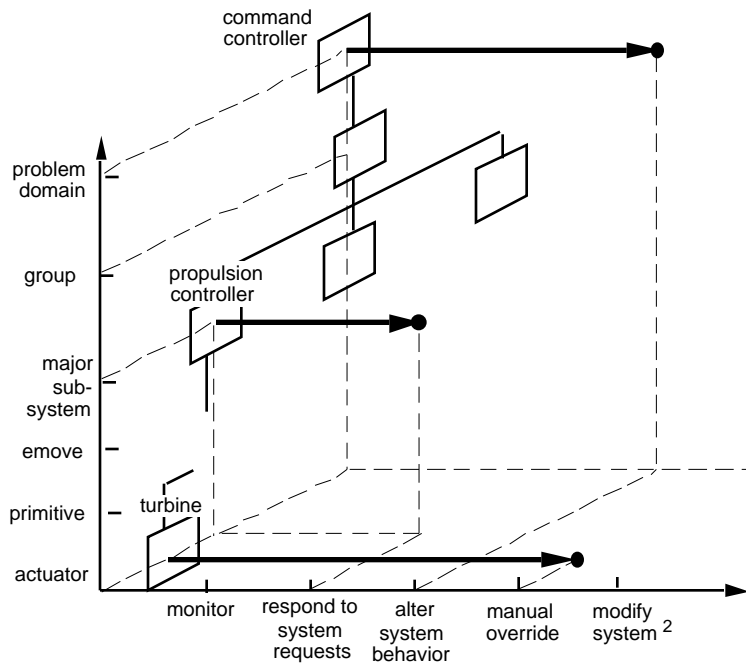 command
controller
problem
domain
group
propulsion
controller
major
sub-
system
emove
primitive
turbine
actuator
monitor
respond to
system
requests
alter
system
behavior
manual
override
modify
system 2